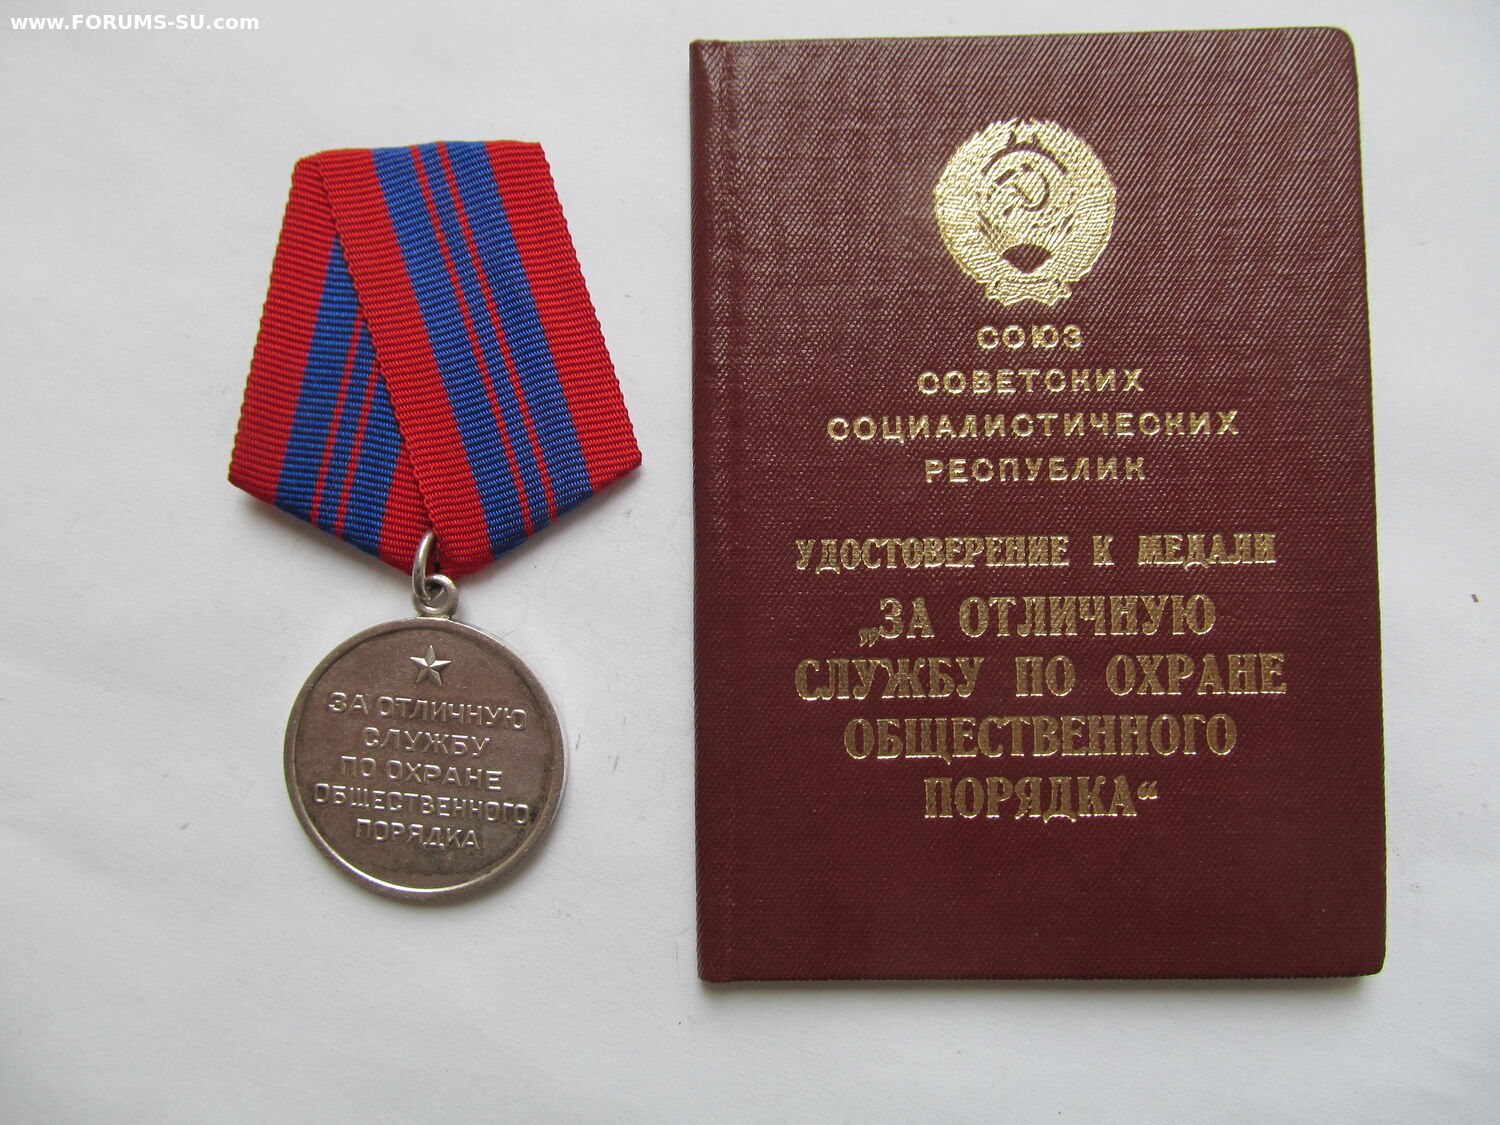 www.FORUMS-SU.com
ЗА ОТЛИЧНУЮ
СЛУЖБУ
ПО ОХРАНЕ
ОБЩЕСТВЕННОГО
ПОРЯДКА
СОЮЗ
СОВЕТСКИХ
СОЦИАЛИСТИЧЕСКИХ
РЕСПУБЛИК
УДОСТОВЕРЕНИЕ К МЕДАЛИ
„ЗА ОТЛИЧНУЮ
СЛУЖБУ ПО ОХРАНЕ
ОБЩЕСТВЕННОГО
ПОРЯДКА“